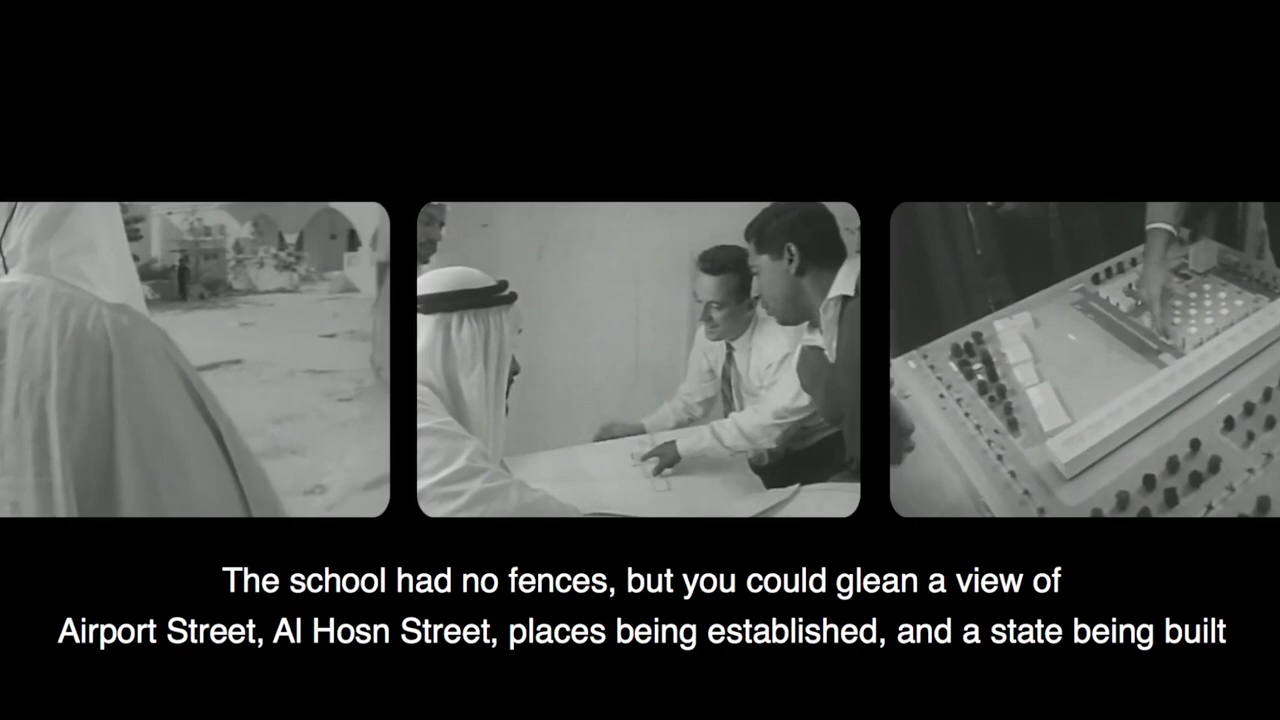 The school had no fences, but you could glean a view of
Airport Street, Al Hosn Street, places being established, and a state being built